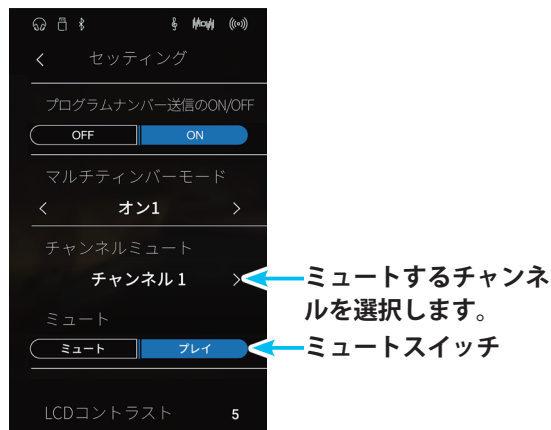 セッティング
プログラムナンバー送信のON/OFF
OFF ON
マルチティンバーモード
オン1
チャンネルミュート
チャンネル 1
ミュートするチャンネ
ルを選択します。
ミュート
ミュート プレイ
ミュートスイッチ
LCDコントラスト 5